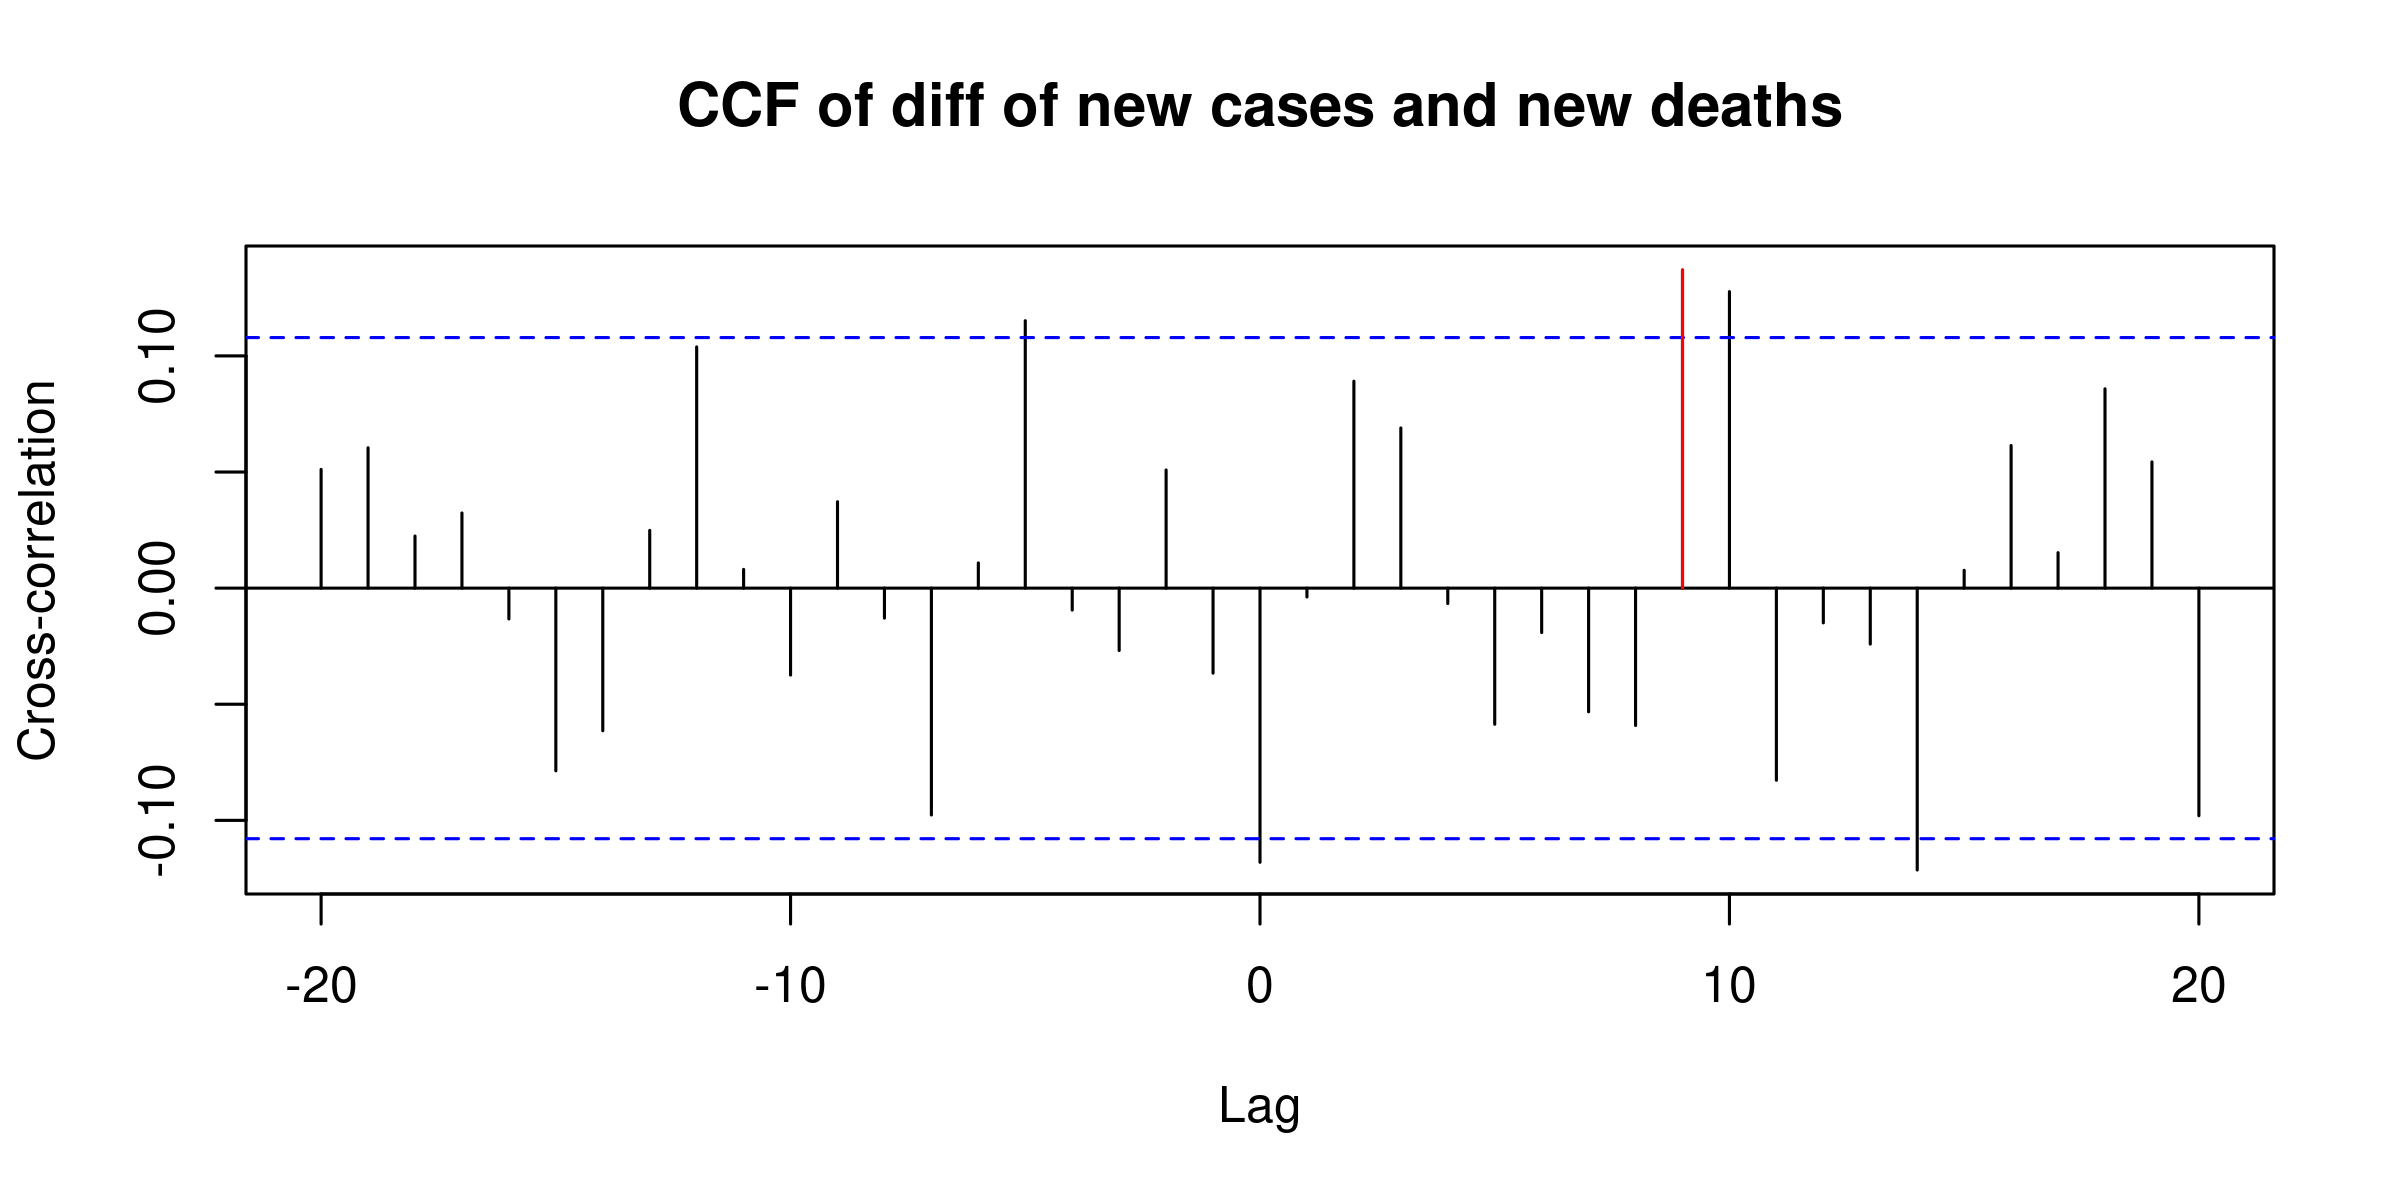 CCF of diff of new cases and new deaths
Cross-correlation
0.10
0.00
-0.10
-20 -10 0 10 20
Lag